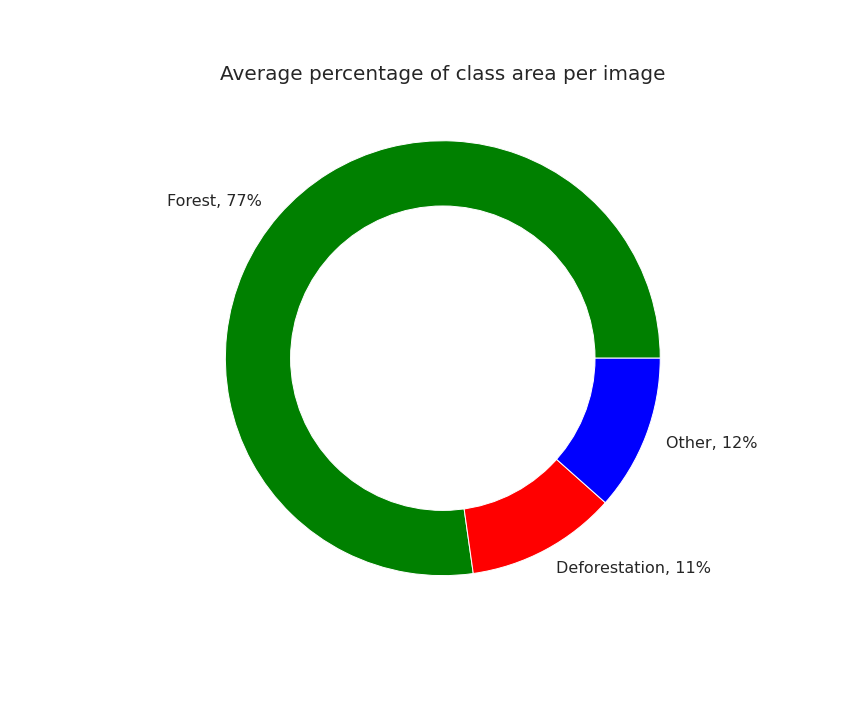 Average percentage of class area per image
Forest, 77%
Other, 12%
Deforestation, 11%